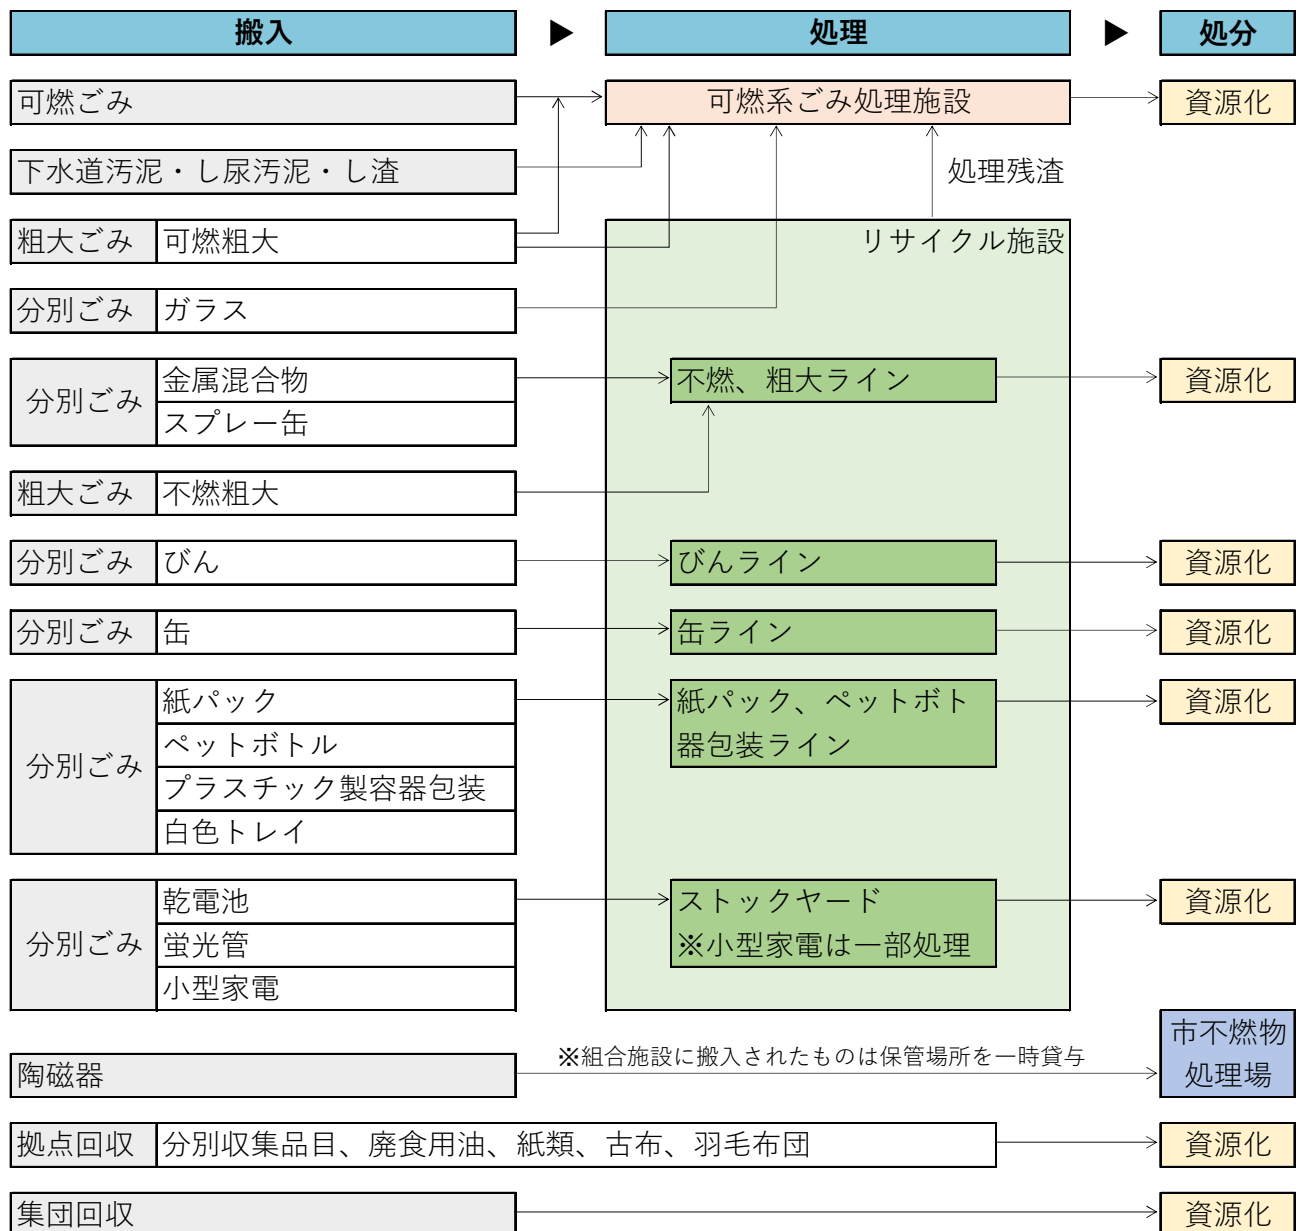 搬入 ▶ 処理 ▶ 処分
可燃ごみ 可燃系ごみ処理施設 資源化
下水道汚泥・し尿汚泥・し渣 処理残渣
粗大ごみ 可燃粗大 リサイクル施設
分別ごみ ガラス
分別ごみ 金属混合物 不燃、粗大ライン 資源化
スプレー缶
粗大ごみ 不燃粗大
分別ごみ びん びんライン 資源化
分別ごみ 缶 缶ライン 資源化
分別ごみ 紙パック 紙パック、ペットボト 資源化
ペットボトル 器包装ライン
プラスチック製容器包装
白色トレイ
分別ごみ 乾電池 ストックヤード 資源化
蛍光管 ※小型家電は一部処理
小型家電
陶磁器 ※組合施設に搬入されたものは保管場所を一時貸与 市不燃物
処理場
拠点回収 分別収集品目、廃食用油、紙類、古布、羽毛布団 資源化
集団回収 資源化